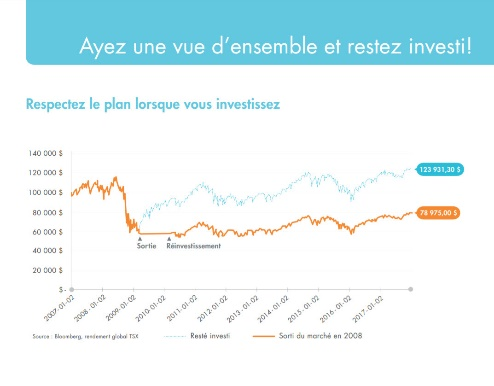 Ayez une vue d'ensemble et restez investi!
Respectez le plan lorsque vous investissez
140 000 $
120 000 $
100 000 $
80 000 $
60 000 $
40 000 $
20 000 $
$ -
123 931,30 $
78 975,00 $
Sortie
Réinvestissement
2007-01-02
2008-01-02
2009-01-02
2010-01-02
2011-01-02
2012-01-02
2013-01-02
2014-01-02
2015-01-02
2016-01-02
2017-01-02
Source : Bloomberg, rendement global TSX
Resté investi
Sorti du marché en 2008